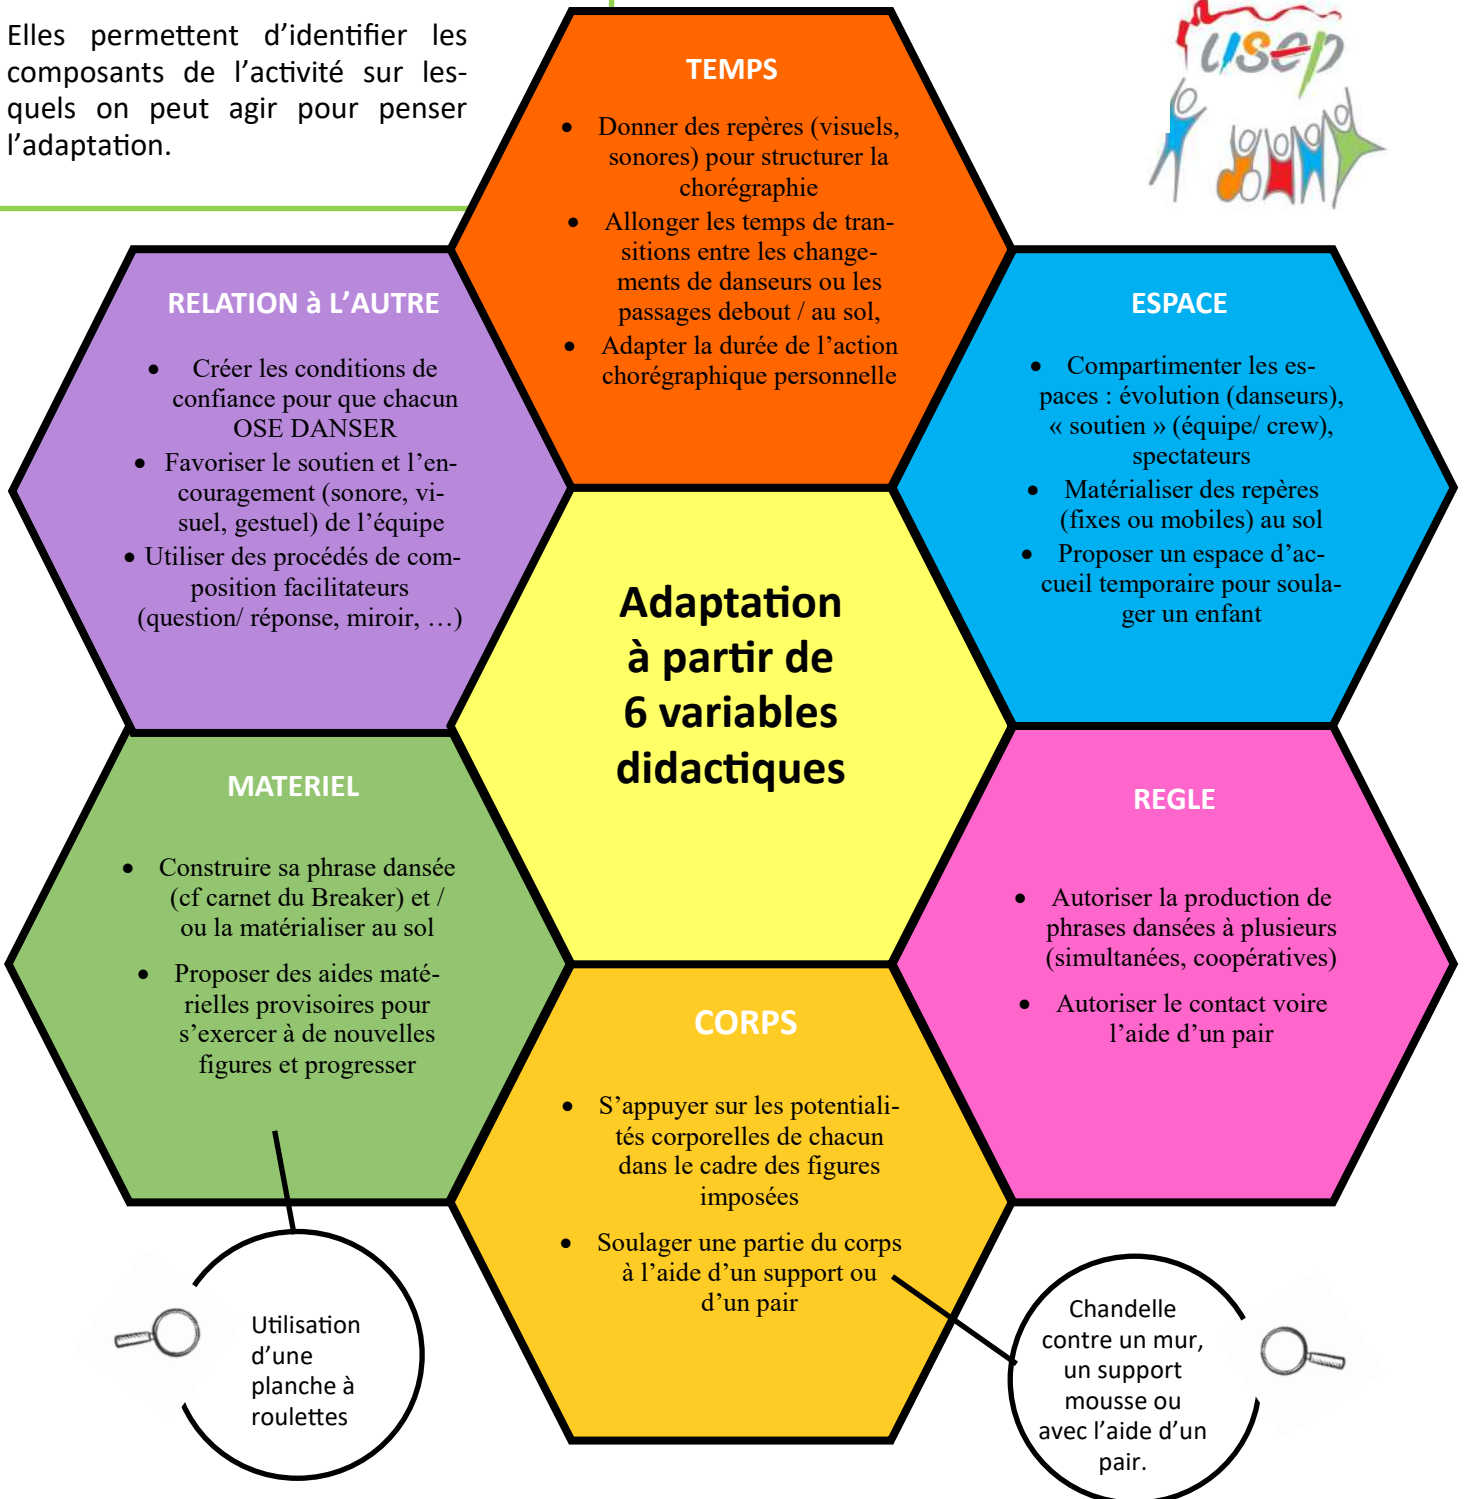 Elles permettent d'identifier les
composants de l'activité sur les-
quels on peut agir pour penser
l'adaptation.
usep
TEMPS
• Donner des repères (visuels,
sonores) pour structurer la
chorégraphie
• Allonger les temps de tran-
sitions entre les change-
ments de danseurs ou les
passages debout / au sol,
• Adapter la durée de l'action
chorégraphique personnelle
RELATION à L'AUTRE
• Créer les conditions de
confiance pour que chacun
OSE DANSER
• Favoriser le soutien et l'en-
couragement (sonore, vi-
suel, gestuel) de l'équipe
• Utiliser des procédés de com-
position facilitateurs
(question/ réponse, miroir, …)
ESPACE
• Compartimenter les es-
paces : évolution (danseurs),
« soutien » (équipe/ crew),
spectateurs
• Matérialiser des repères
(fixes ou mobiles) au sol
• Proposer un espace d'ac-
cueil temporaire pour soula-
ger un enfant
Adaptation
à partir de
6 variables
didactiques
MATERIEL
• Construire sa phrase dansée
(cf carnet du Breaker) et /
ou la matérialiser au sol
• Proposer des aides maté-
rielles provisoires pour
s'exercer à de nouvelles
figures et progresser
REGLE
• Autoriser la production de
phrases dansées à plusieurs
(simultanées, coopératives)
• Autoriser le contact voire
l'aide d'un pair
CORPS
• S'appuyer sur les potentiali-
tés corporelles de chacun
dans le cadre des figures
imposées
• Soulager une partie du corps
à l'aide d'un support ou
d'un pair
Utilisation
d'une
planche à
roulettes
Chandelle
contre un mur,
un support
mousse ou
avec l'aide d'un
pair.